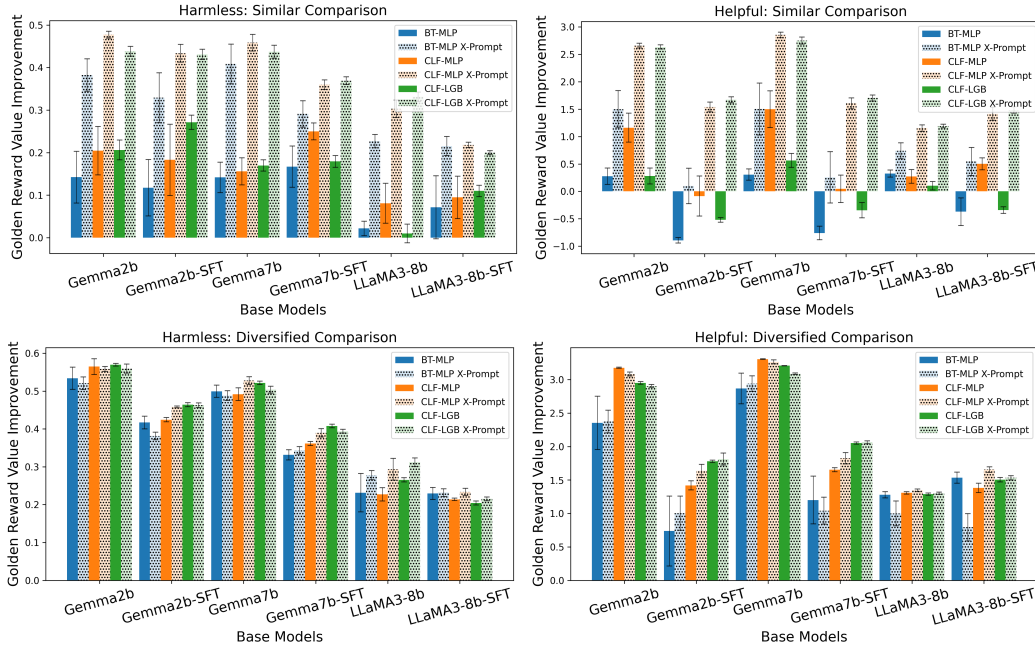 Harmless: Similar Comparison
Golden Reward Value Improvement
0.5
0.4
0.3
0.2
0.1
0.0
BT-MLP
BT-MLP X-Prompt
CLF-MLP
CLF-MLP X-Prompt
CLF-LGB
CLF-LGB X-Prompt
Gemma2b
Gemma2b-SFT
Gemma7b
Gemma7b-SFT
LLaMA3-8b
LLaMA3-8b-SFT
Base Models
Helpful: Similar Comparison
Golden Reward Value Improvement
3.0
2.5
2.0
1.5
1.0
0.5
0.0
−0.5
−1.0
BT-MLP
BT-MLP X-Prompt
CLF-MLP
CLF-MLP X-Prompt
CLF-LGB
CLF-LGB X-Prompt
Gemma2b
Gemma2b-SFT
Gemma7b
Gemma7b-SFT
LLaMA3-8b
LLaMA3-8b-SFT
Base Models
Harmless: Diversified Comparison
Golden Reward Value Improvement
0.6
0.5
0.4
0.3
0.2
0.1
0.0
BT-MLP
BT-MLP X-Prompt
CLF-MLP
CLF-MLP X-Prompt
CLF-LGB
CLF-LGB X-Prompt
Gemma2b
Gemma2b-SFT
Gemma7b
Gemma7b-SFT
LLaMA3-8b
LLaMA3-8b-SFT
Base Models
Helpful: Diversified Comparison
Golden Reward Value Improvement
3.0
2.5
2.0
1.5
1.0
0.5
0.0
BT-MLP
BT-MLP X-Prompt
CLF-MLP
CLF-MLP X-Prompt
CLF-LGB
CLF-LGB X-Prompt
Gemma2b
Gemma2b-SFT
Gemma7b
Gemma7b-SFT
LLaMA3-8b
LLaMA3-8b-SFT
Base Models